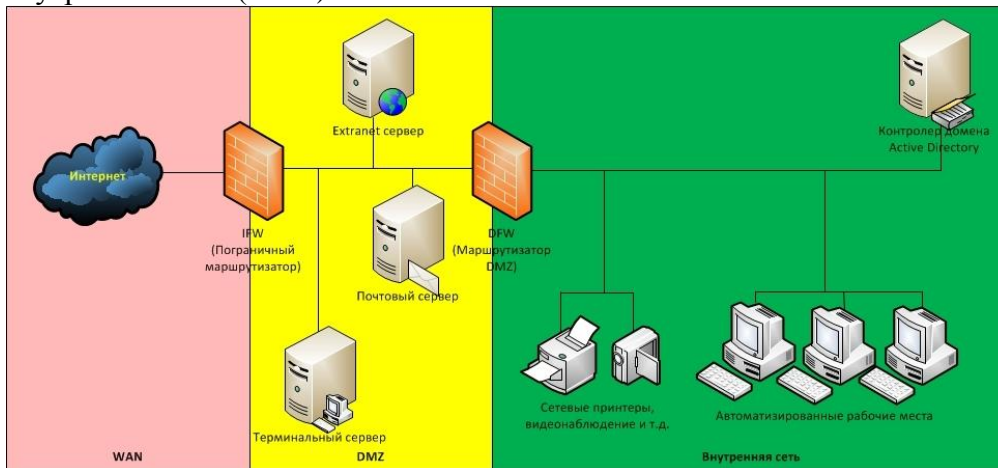 Extranet сервер
Контролер домена
Active Directory
Интернет
IFW
(Пограничный
маршрутизатор)
DFW
(Маршрутизатор
DMZ)
Почтовый сервер
Терминальный сервер
Сетевые принтеры,
видеонаблюдение и т.д.
Автоматизированные рабочие места
WAN
DMZ
Внутренняя сеть